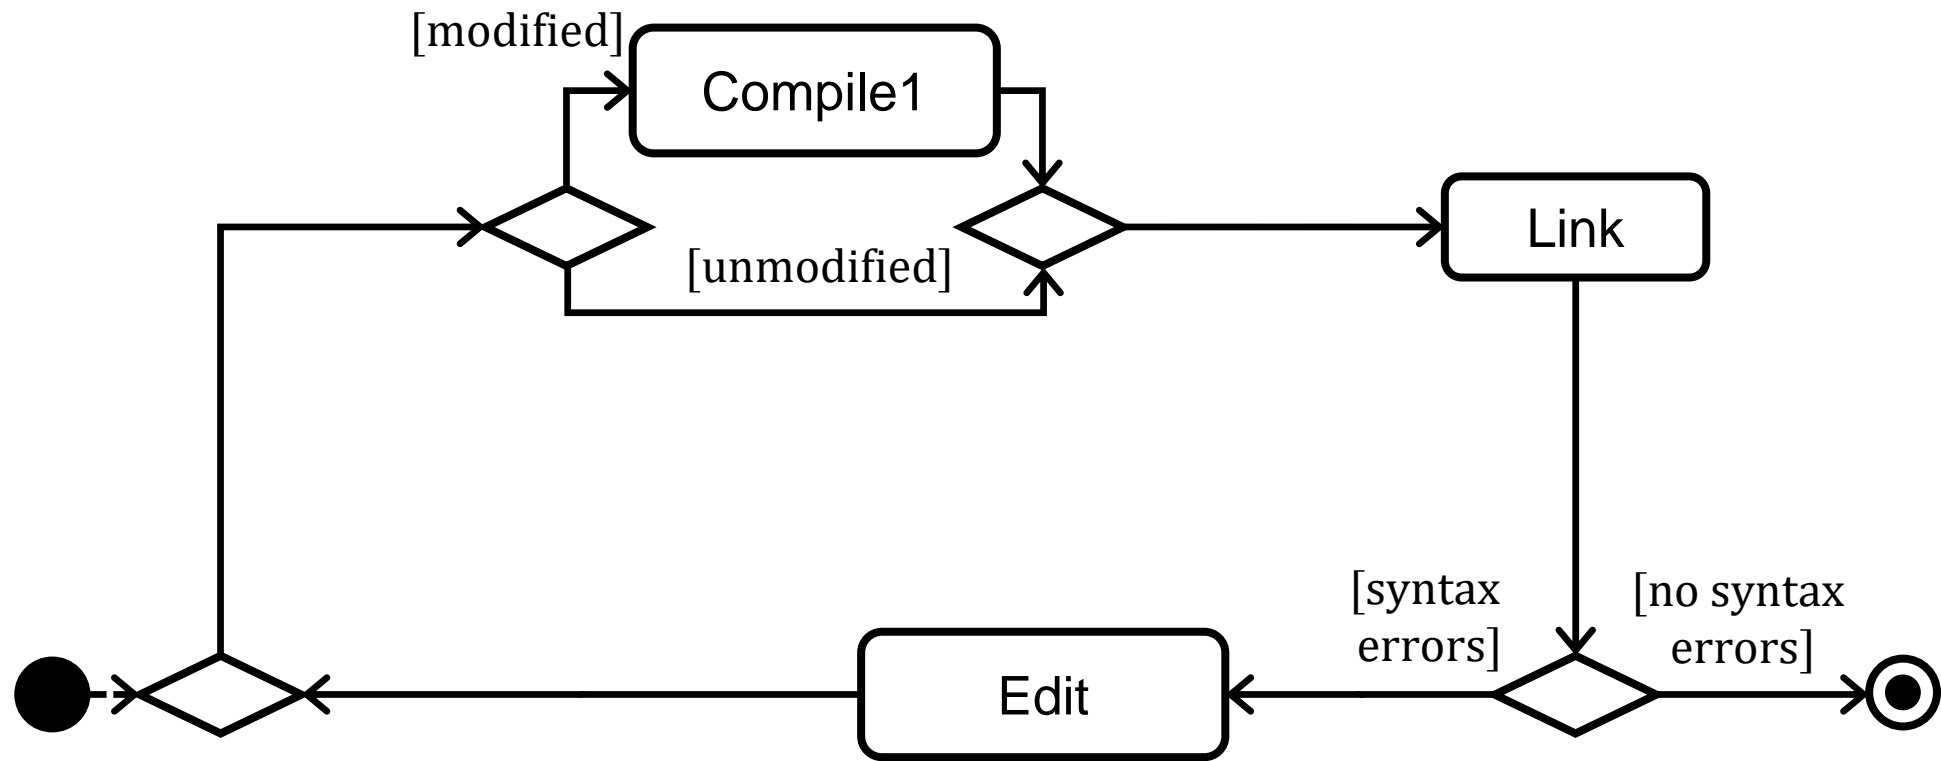 [modified]
Compile1
Link
[unmodified]
[syntax
errors]
[no syntax
errors]
Edit